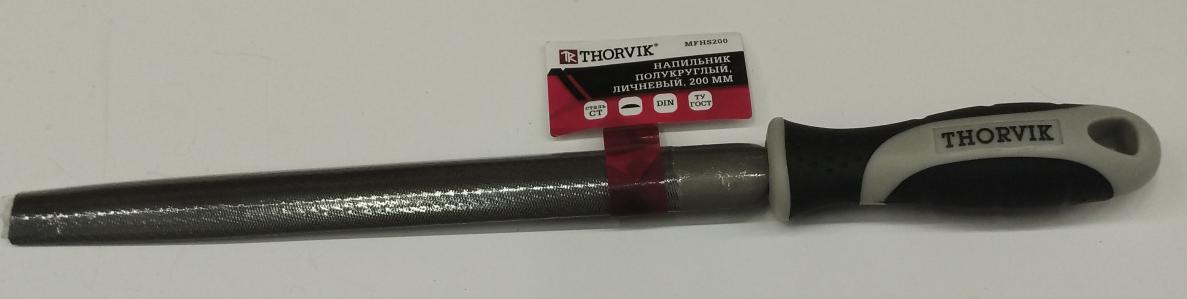 THORVIK®
MFHS200
НАПИЛЬНИК
ПОЛУКРУГЛЫЙ,
ЛИЧНЕВЫЙ, 200 ММ
сталь
СТ
DIN
ТУ
ГОСТ
THORVIK